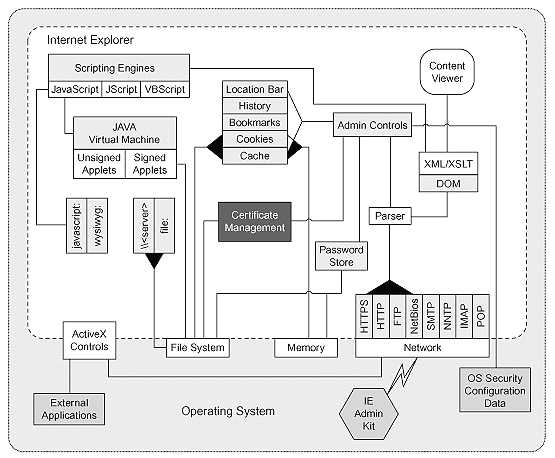 Internet Explorer
Scripting Engines
JavaScript
JScript
VBScript
JAVA
Virtual Machine
Unsigned
Applets
Signed
Applets
Location Bar
History
Bookmarks
Cookies
Cache
Admin Controls
Content
Viewer
XML/XSLT
DOM
Parser
javascript:
wysiwyg:
\\<server>
file:
Certificate
Management
Password
Store
HTTPS
HTTP
FTP
NetBios
SMTP
NNTP
IMAP
POP
ActiveX
Controls
File System
Memory
Network
External
Applications
Operating System
IE
Admin
Kit
OS Security
Configuration
Data